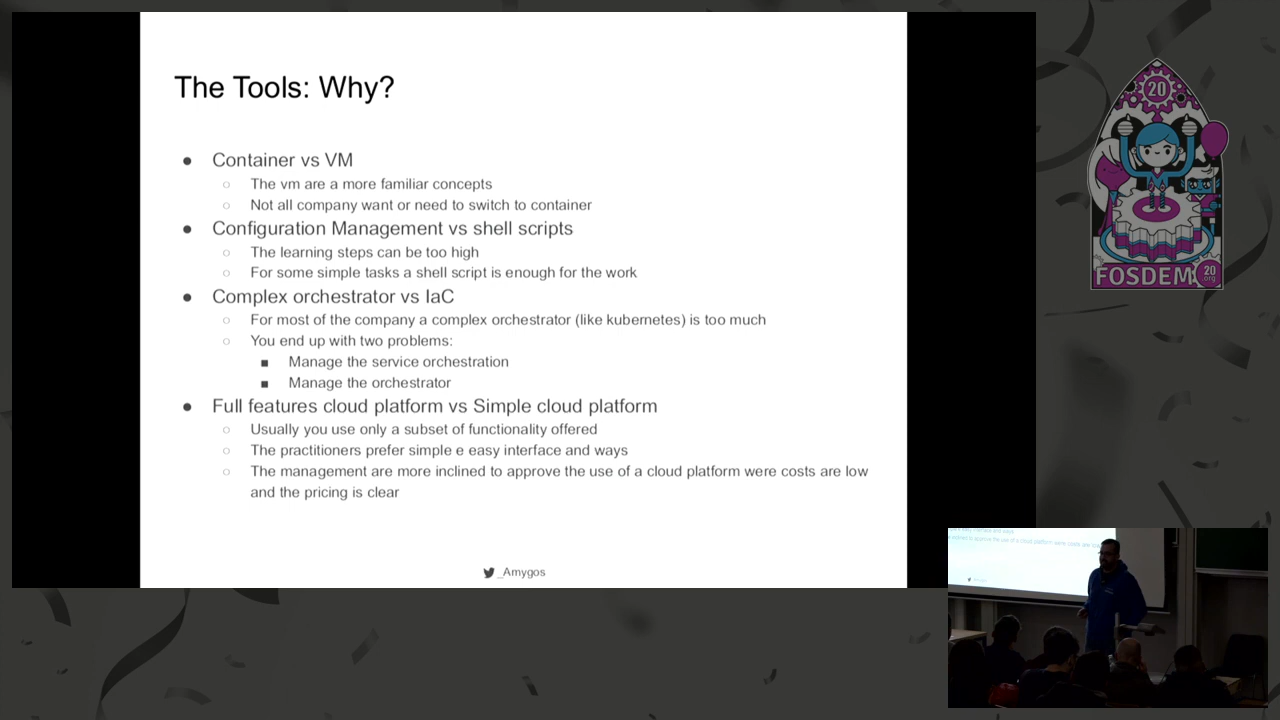 The Tools: Why?
● Container vs VM
○ The vm are a more familiar concepts
○ Not all company want or need to switch to container
● Configuration Management vs shell scripts
○ The learning steps can be too high
○ For some simple tasks a shell script is enough for the work
● Complex orchestrator vs IaC
○ For most of the company a complex orchestrator (like kubernetes) is too much
○ You end up with two problems:
■ Manage the service orchestration
■ Manage the orchestrator
● Full features cloud platform vs Simple cloud platform
○ Usually you use only a subset of functionality offered
○ The practitioners prefer simple e easy interface and ways
○ The management are more inclined to approve the use of a cloud platform were costs are low
and the pricing is clear
_Amygos
20
FOSDEM
20
.org